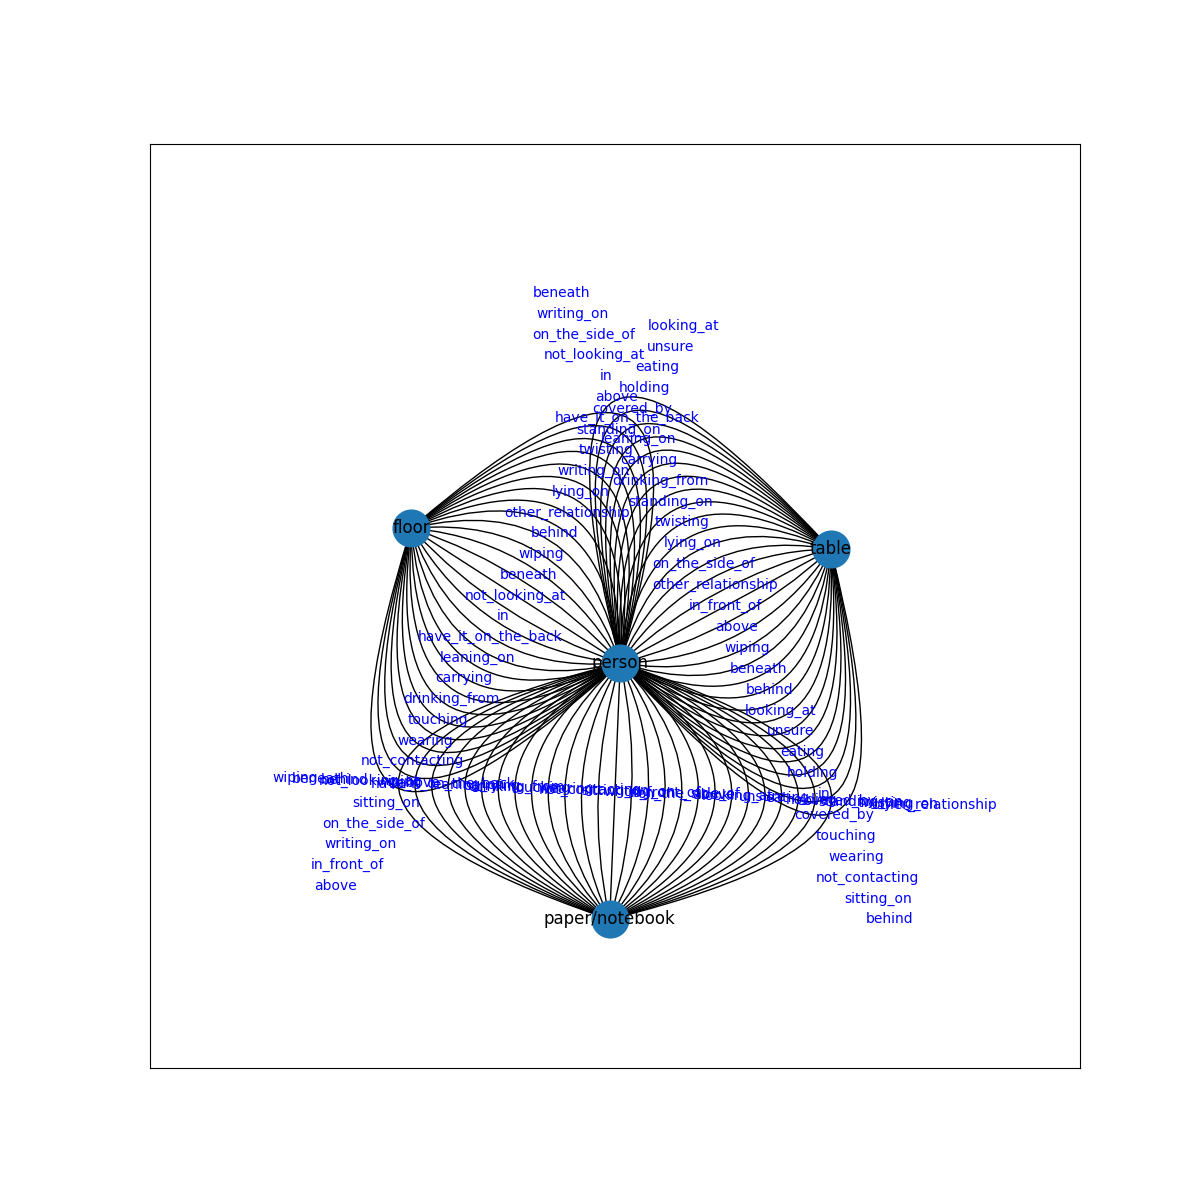 beneath
writing_on
looking_at
on_the_side_of
unsure
not_looking_at
eating
in
holding
above
covered_by
have_it_on_the_back
standing_on
leaning_on
twisting
carrying
writing_on
drinking_from
lying_on
standing_on
other_relationship
twisting
floor
behind
lying_on
table
wiping
on_the_side_of
beneath
other_relationship
not_looking_at
in_front_of
in
above
have_it_on_the_back
wiping
leaning_on
person
beneath
carrying
behind
drinking_from
looking_at
touching
unsure
wearing
eating
not_contacting
holding
wiping
in
sitting_on
other_relationship
covered_by
on_the_side_of
touching
writing_on
wearing
in_front_of
not_contacting
above
sitting_on
behind
paper/notebook